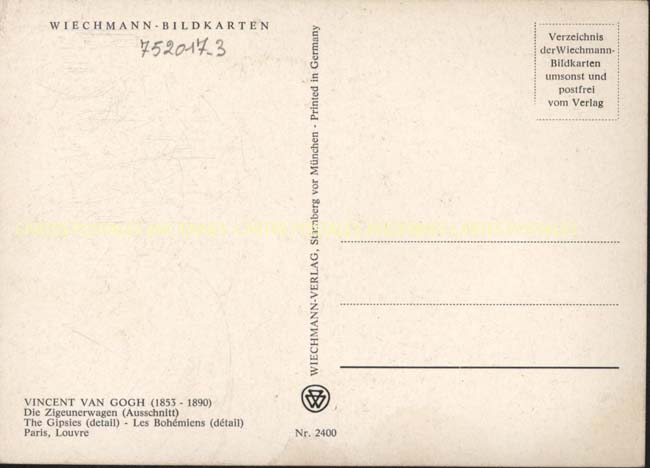 WIECHMANN-BILDKARTEN
752017-3
Verzeichnis
der Wiechmann-
Bildkarten
umsonst und
postfrei
vom Verlag
WIECHMANN-VERLAG, Starnberg vor München - Printed in Germany
VINCENT VAN GOGH (1853 - 1890)
Die Zigeunerwagen (Ausschnitt)
The Gipsies (detail) - Les Bohémiens (détail)
Paris, Louvre
Nr. 2400